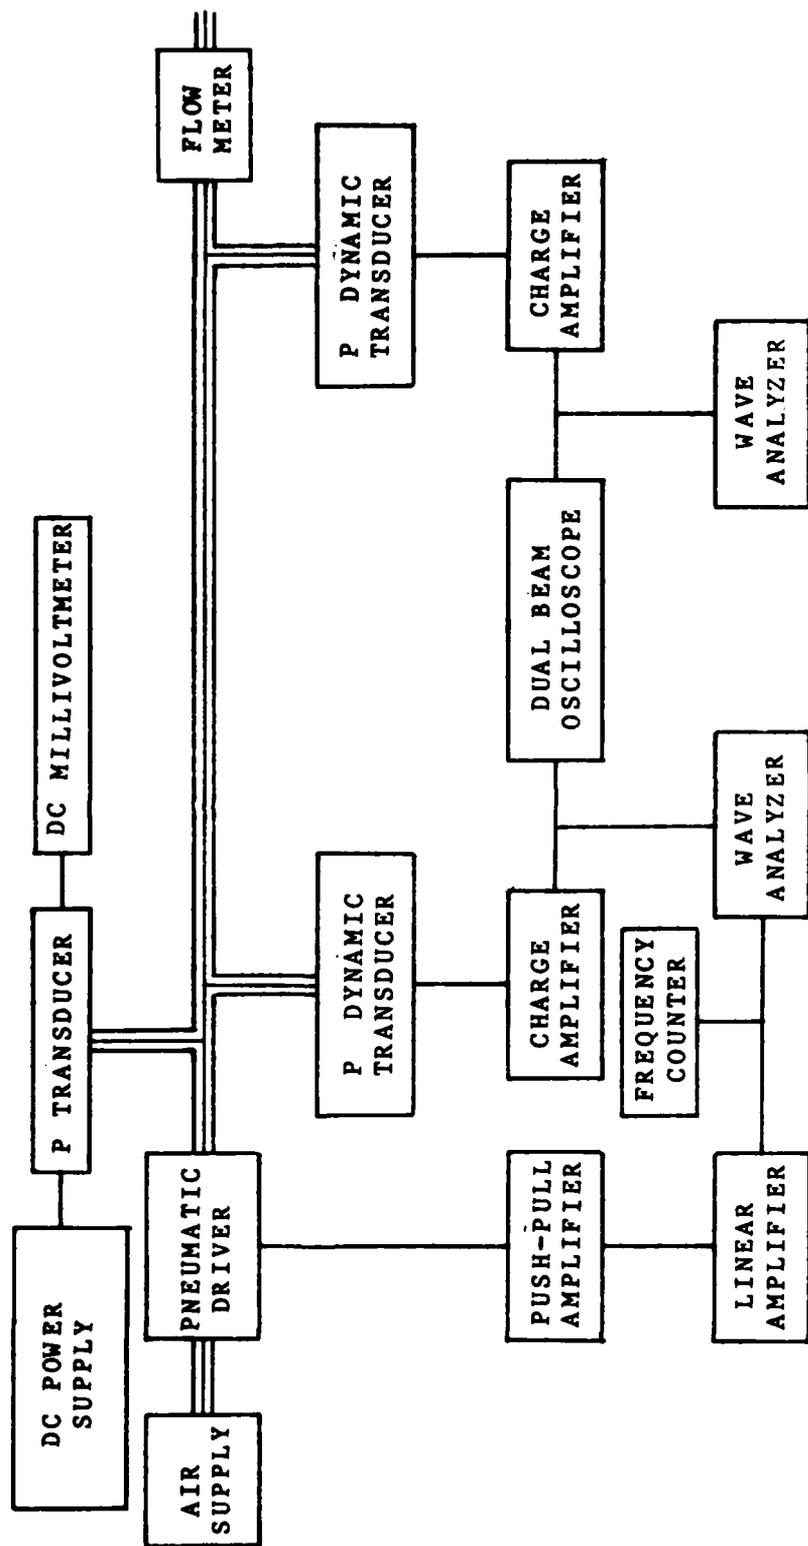 DC POWER
SUPPLY
P TRANSDUCER
DC MILLIVOLTMETER
AIR
SUPPLY
PNEUMATIC
DRIVER
FLOW
METER
P DYNAMIC
TRANSDUCER
P DYNAMIC
TRANSDUCER
PUSH-PULL
AMPLIFIER
CHARGE
AMPLIFIER
DUAL BEAM
OSCILLOSCOPE
CHARGE
AMPLIFIER
FREQUENCY
COUNTER
LINEAR
AMPLIFIER
WAVE
ANALYZER
WAVE
ANALYZER